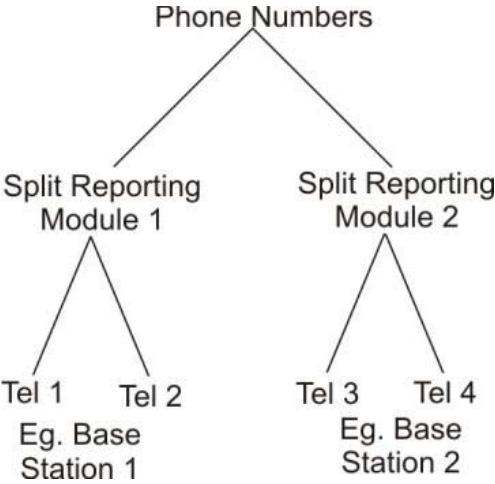 Phone Numbers
Split Reporting
Module 1
Split Reporting
Module 2
Tel 1
Tel 2
Eg. Base
Station 1
Tel 3
Tel 4
Eg. Base
Station 2